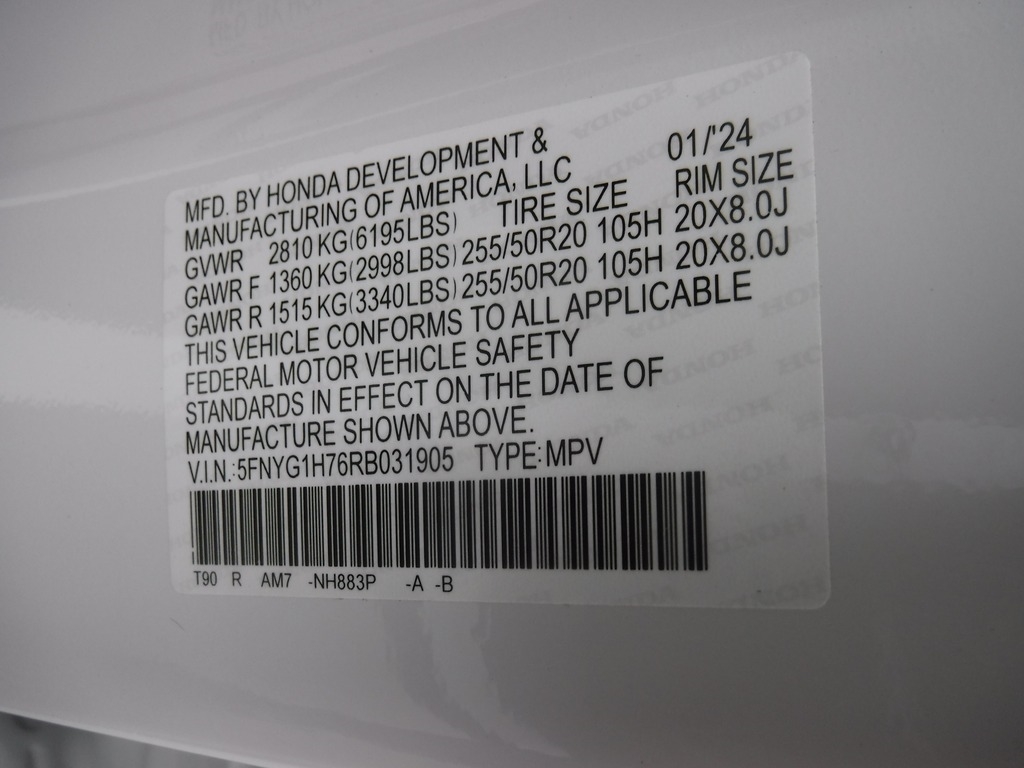 MFD. BY HONDA DEVELOPMENT & 01/'24
MANUFACTURING OF AMERICA, LLC
GVWR 2810 KG(6195LBS) TIRE SIZE RIM SIZE
GAWR F 1360 KG(2998LBS) 255/50R20 105H 20X8.0J
GAWR R 1515 KG(3340LBS) 255/50R20 105H 20X8.0J
THIS VEHICLE CONFORMS TO ALL APPLICABLE
FEDERAL MOTOR VEHICLE SAFETY
STANDARDS IN EFFECT ON THE DATE OF
MANUFACTURE SHOWN ABOVE.
V.I.N.:5FNYG1H76RB031905 TYPE:MPV
T90 R AM7 -NH883P -A -B